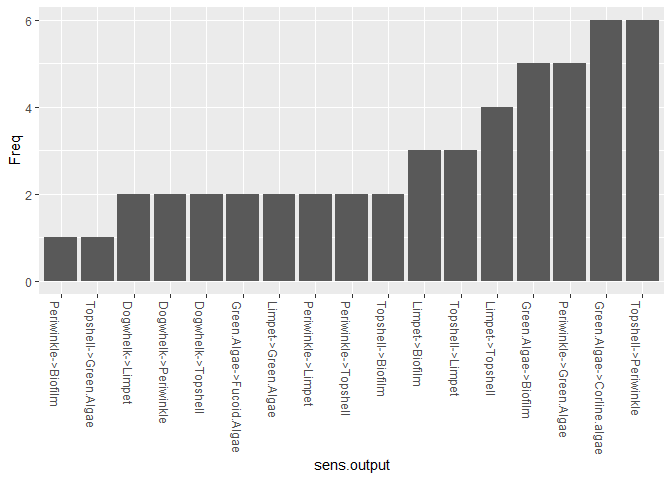 6
4
2
0
Freq
Periwinkle->Biofilm
Topshell->Green.Algae
Dogwhelk->Limpet
Dogwhelk->Periwinkle
Dogwhelk->Topshell
Green.Algae->Fucoid.Algae
Limpet->Green.Algae
Periwinkle->Limpet
Periwinkle->Topshell
Topshell->Biofilm
Limpet->Biofilm
Topshell->Limpet
Limpet->Topshell
Green.Algae->Biofilm
Periwinkle->Green.Algae
Green.Algae->Corline.algae
Topshell->Periwinkle
sens.output